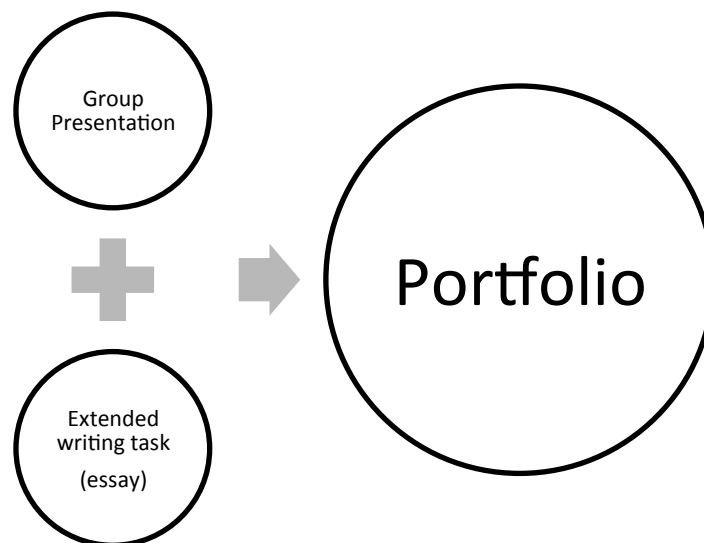 Group
Presentation
Portfolio
Extended
writing task
(essay)